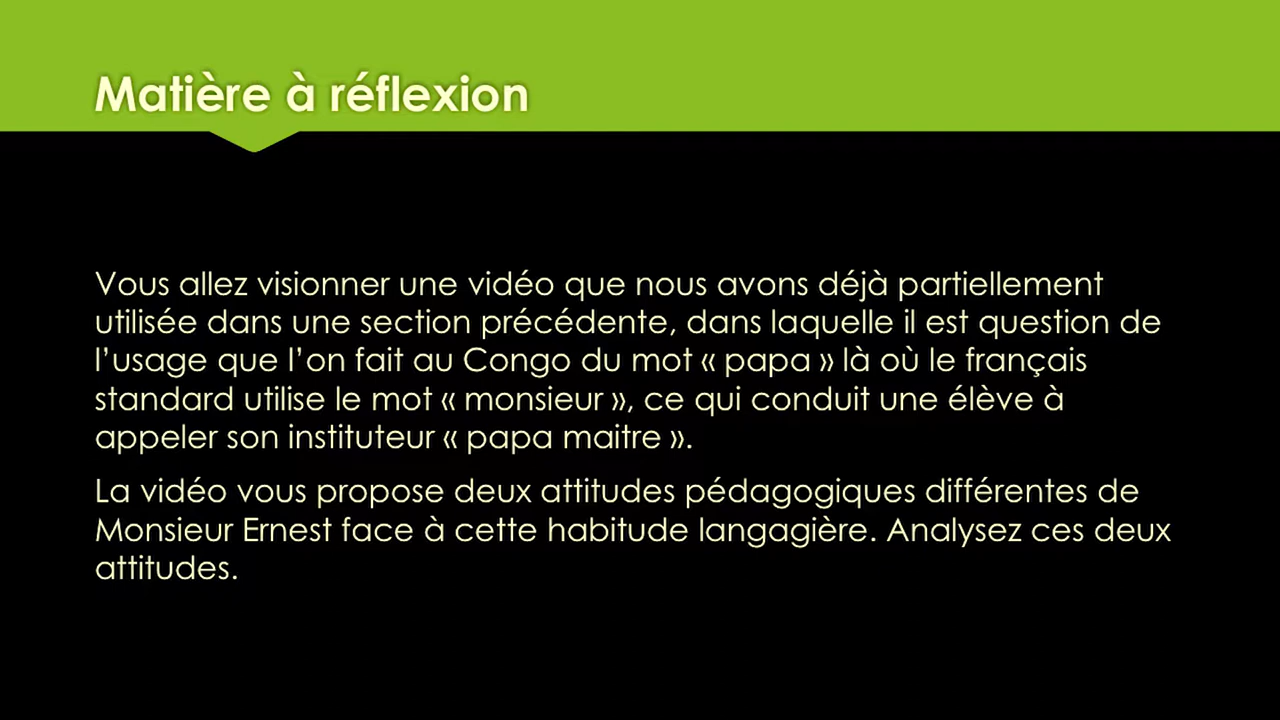 Matière à réflexion
Vous allez visionner une vidéo que nous avons déjà partiellement
utilisée dans une section précédente, dans laquelle il est question de
l’usage que l’on fait au Congo du mot « papa » là où le français
standard utilise le mot « monsieur », ce qui conduit une élève à
appeler son instituteur « papa maitre ».
La vidéo vous propose deux attitudes pédagogiques différentes de
Monsieur Ernest face à cette habitude langagière. Analysez ces deux
attitudes.